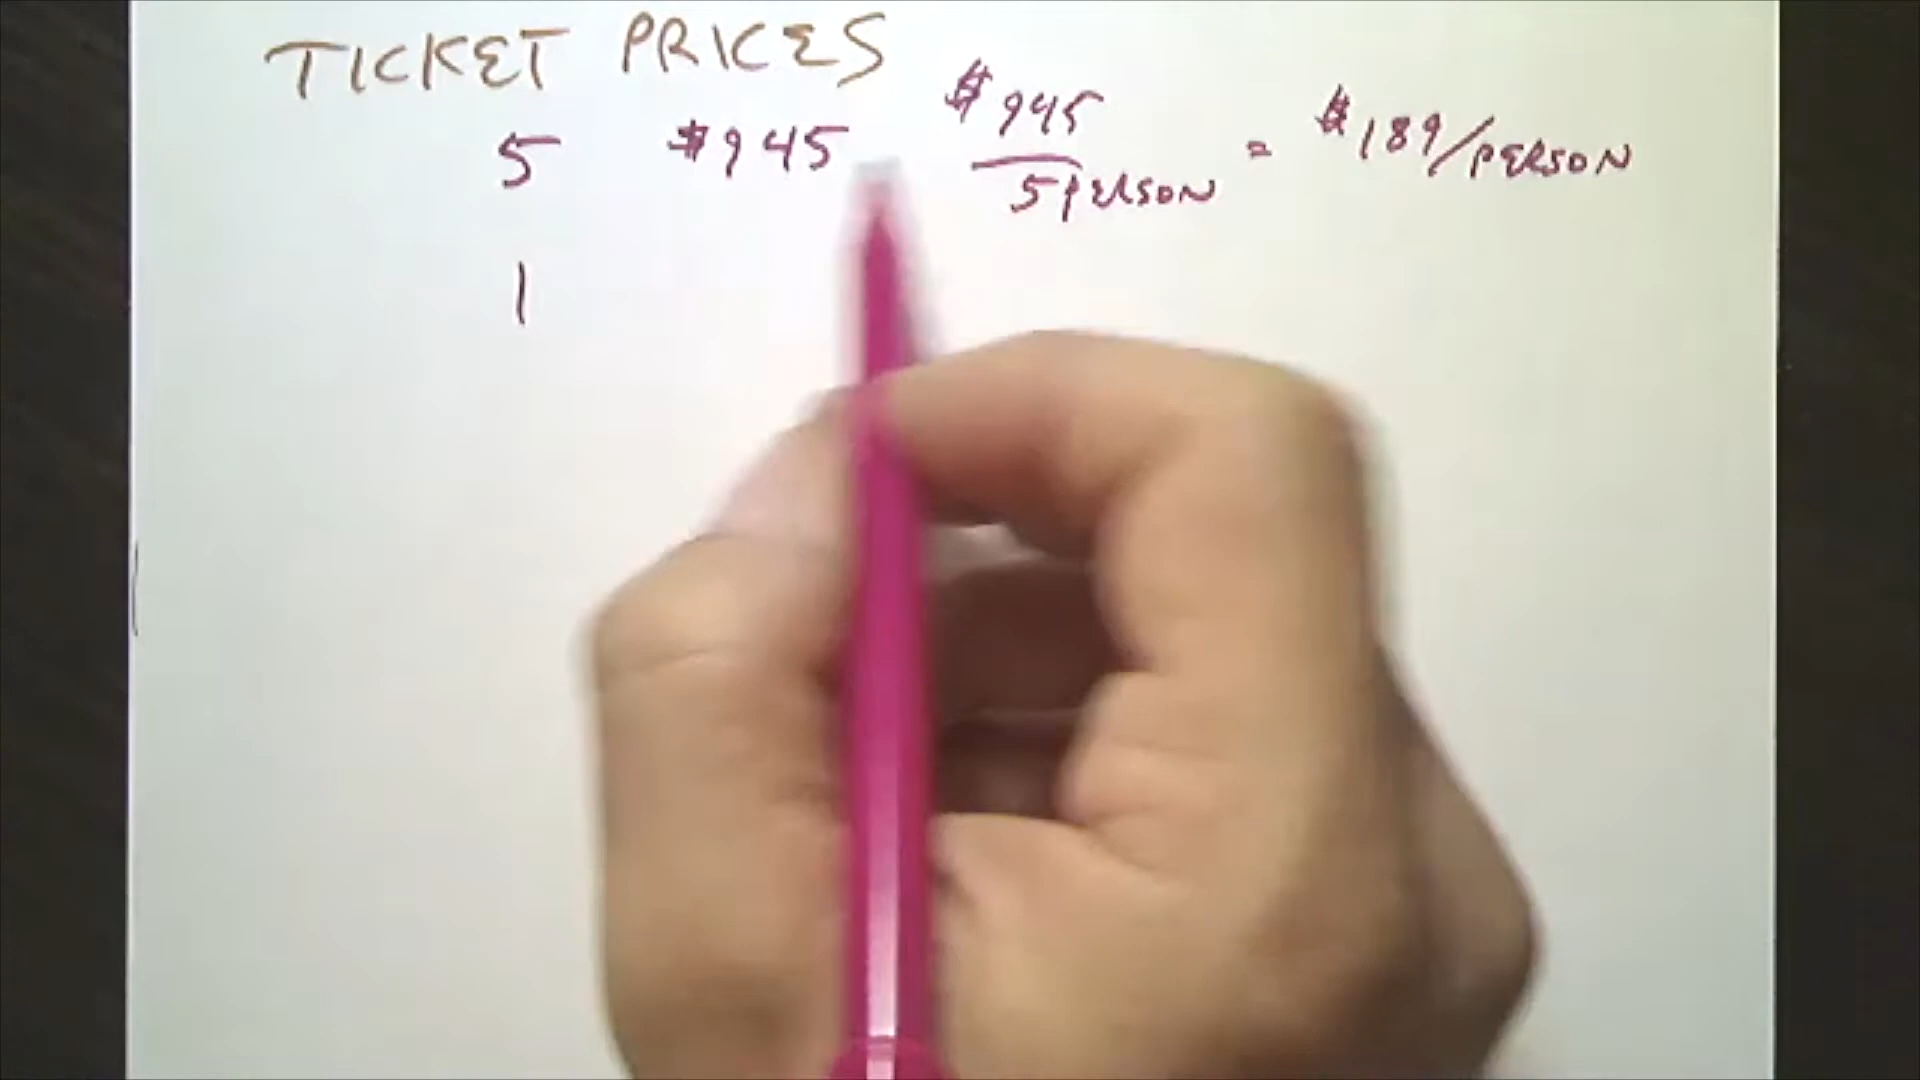 TICKET PRICES
5 $945 $945 / 5 PERSON = $189/PERSON
1